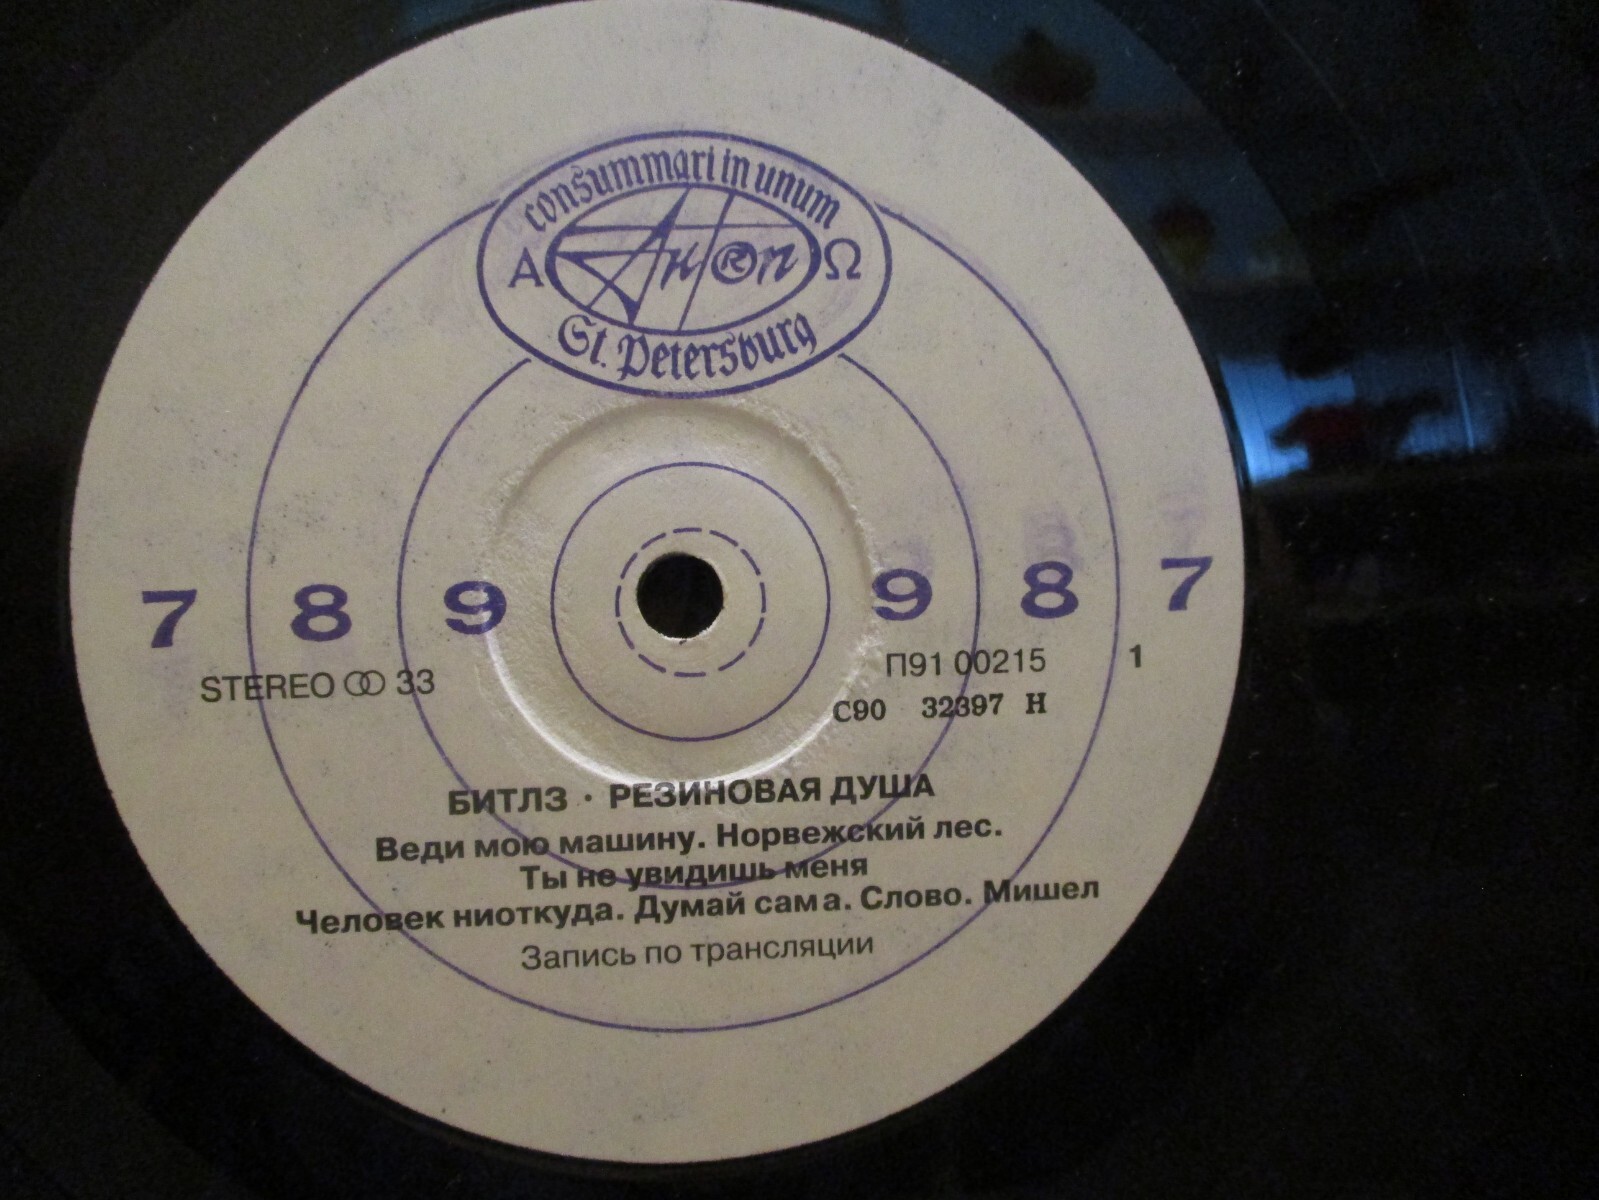 consummari in unum
Α АнтRоп Ω
St. Petersburg
7 8 9 9 8 7
STEREO 33
П91 00215 1
С90 32397 Н
БИТЛЗ · РЕЗИНОВАЯ ДУША
Веди мою машину. Норвежский лес.
Ты не увидишь меня
Человек ниоткуда. Думай сама. Слово. Мишел
Запись по трансляции